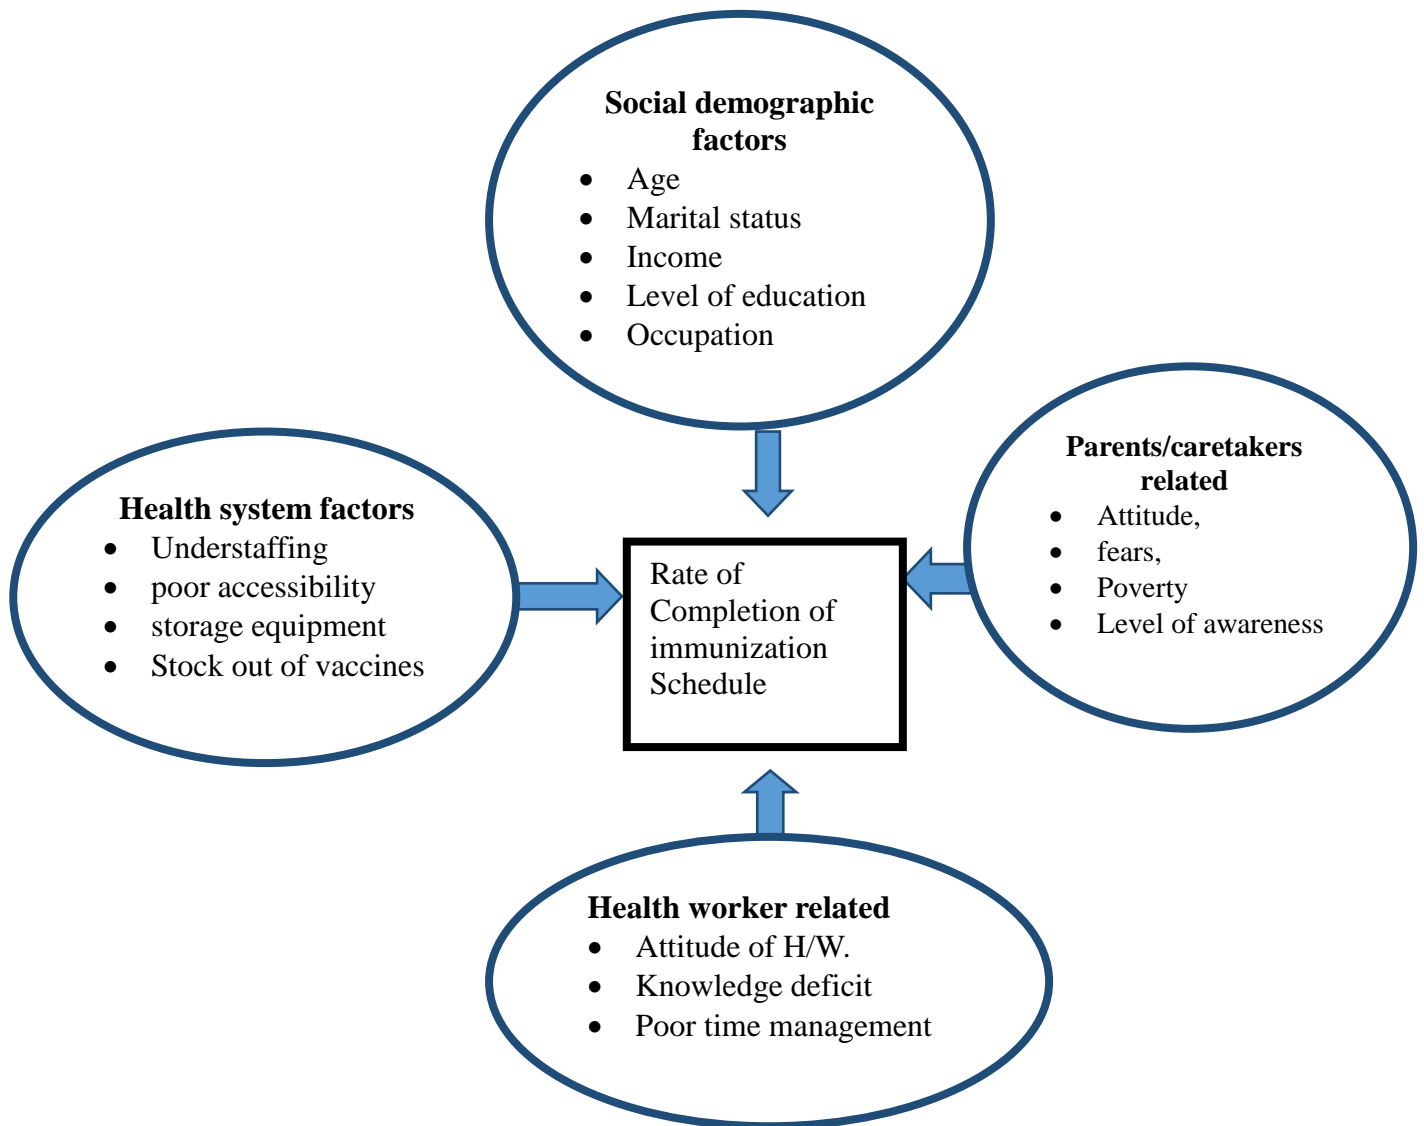 Social demographic
factors
• Age
• Marital status
• Income
• Level of education
• Occupation
Health system factors
• Understaffing
• poor accessibility
• storage equipment
• Stock out of vaccines
Rate of
Completion of
immunization
Schedule
Parents/caretakers
related
• Attitude,
• fears,
• Poverty
• Level of awareness
Health worker related
• Attitude of H/W.
• Knowledge deficit
• Poor time management